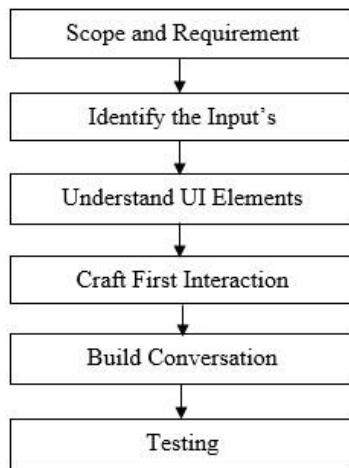 Scope and Requirement
Identify the Input’s
Understand UI Elements
Craft First Interaction
Build Conversation
Testing